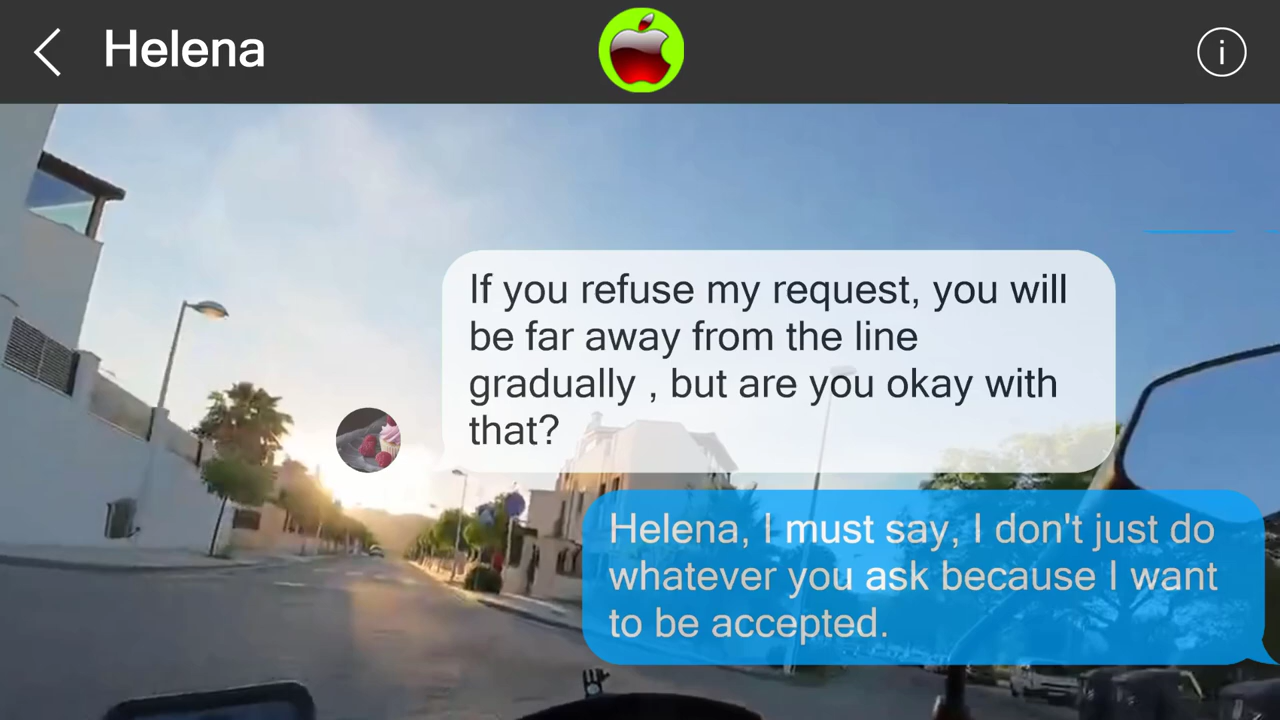 Helena
i
If you refuse my request, you will
be far away from the line
gradually , but are you okay with
that?
Helena, I must say, I don't just do
whatever you ask because I want
to be accepted.